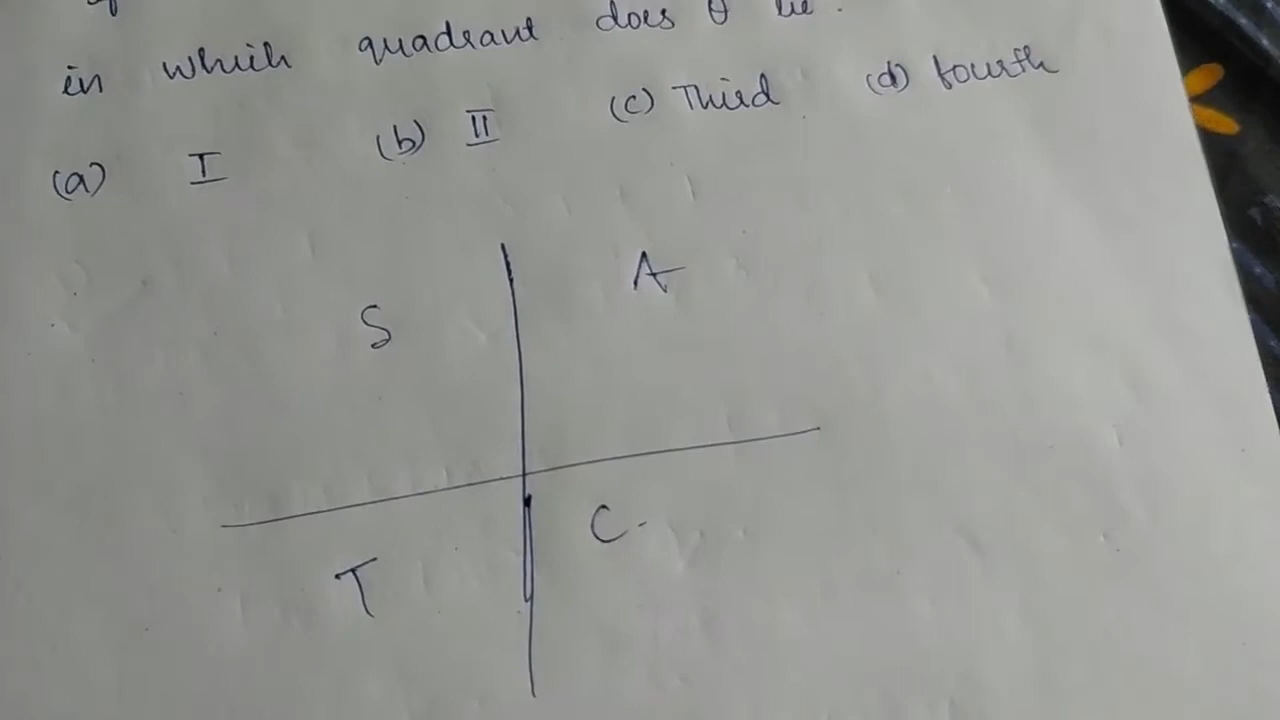 in which quadrant does θ lie.
(a) I (b) II (c) Third (d) fourth
S A
T C